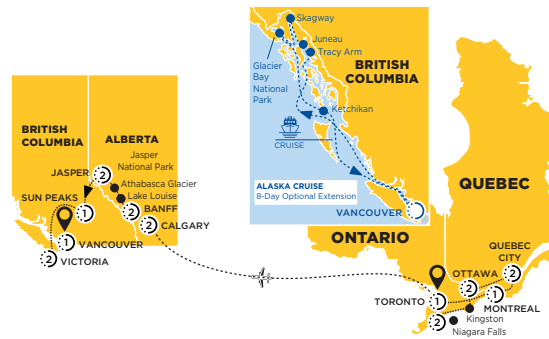 Skagway
Juneau
Tracy Arm
Glacier
Bay
National
Park
BRITISH
COLUMBIA
Ketchikan
CRUISE
ALASKA CRUISE
8-Day Optional Extension
VANCOUVER
1
BRITISH
COLUMBIA
ALBERTA
Jasper
National Park
JASPER
2
Athabasca Glacier
Lake Louise
SUN PEAKS
1
2
BANFF
2
CALGARY
1
VANCOUVER
2
VICTORIA
QUEBEC
ONTARIO
QUEBEC
CITY
2
OTTAWA
2
TORONTO
1
1
MONTREAL
2
Kingston
Niagara Falls